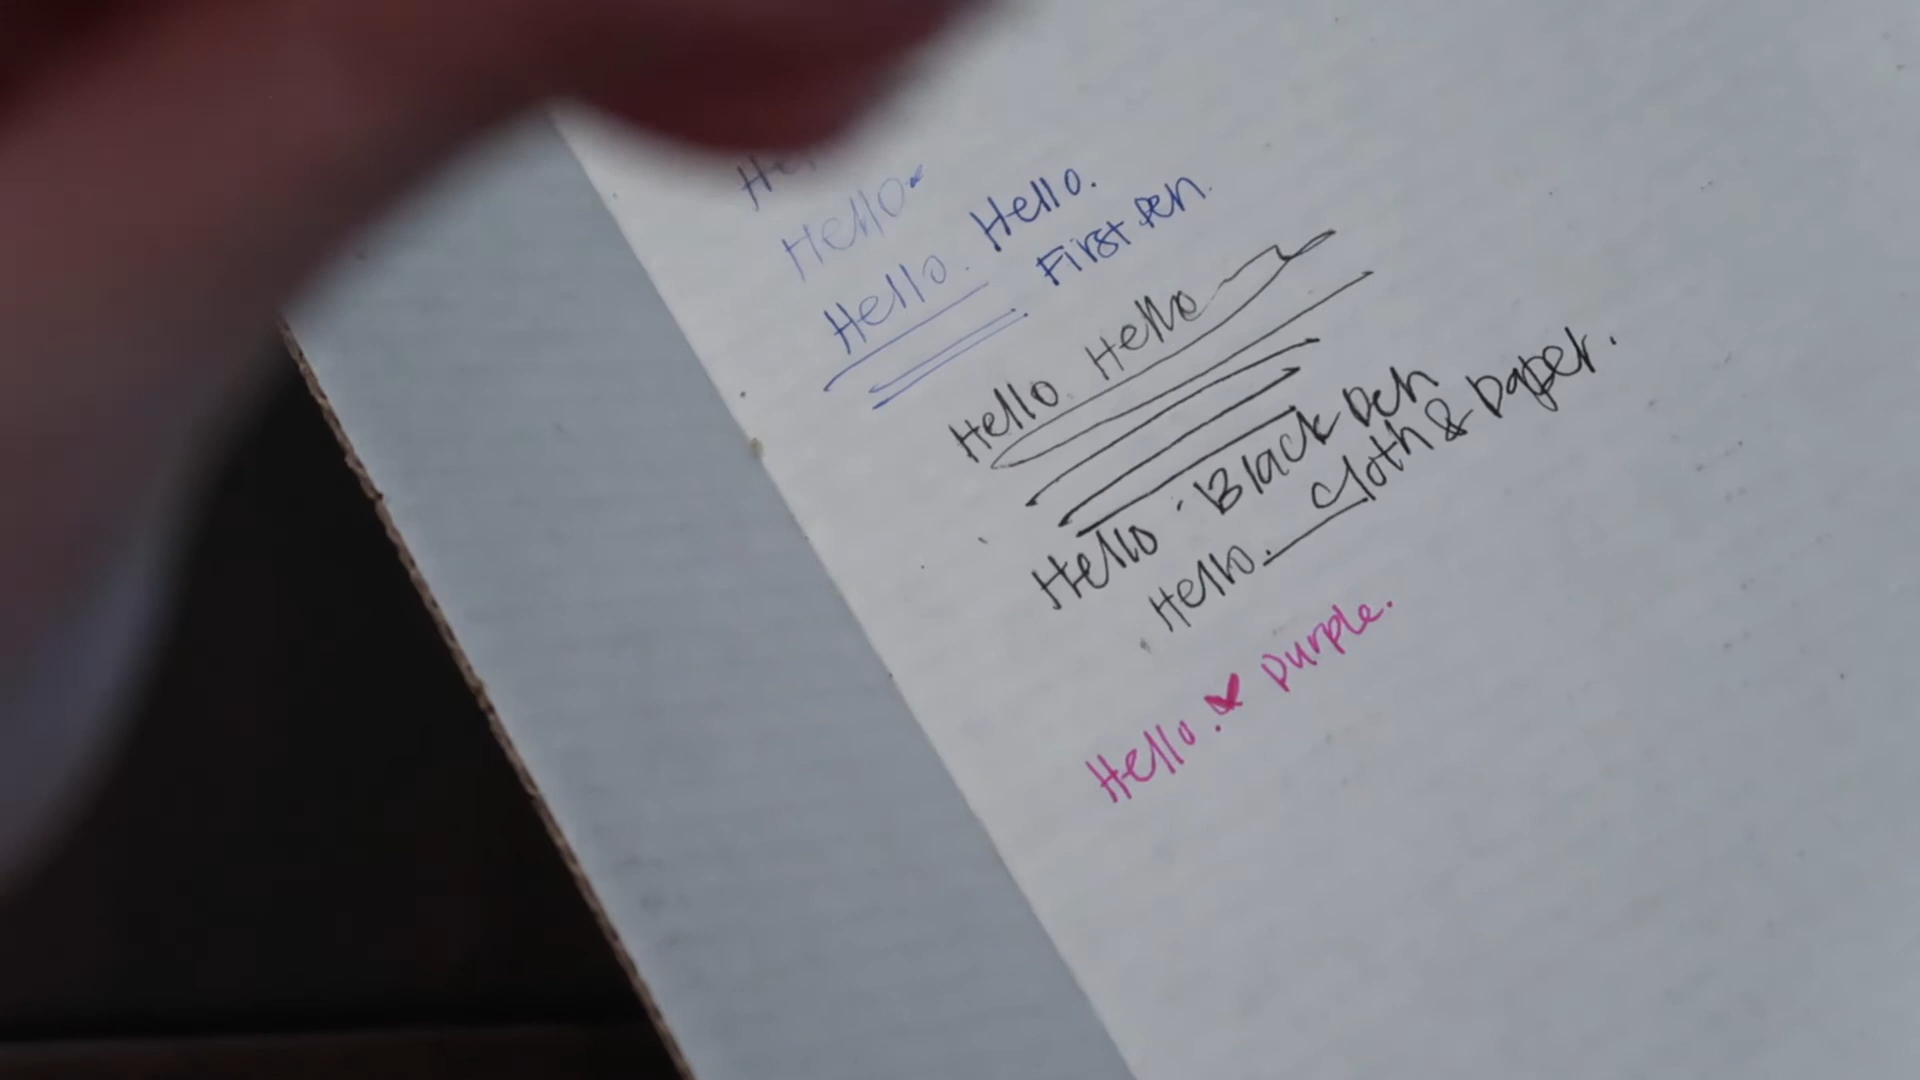 Hello.
Hello. Hello.
First pen.
Hello. Hello
Hello. Black pen
Hello. Cloth & paper.
Hello. purple.